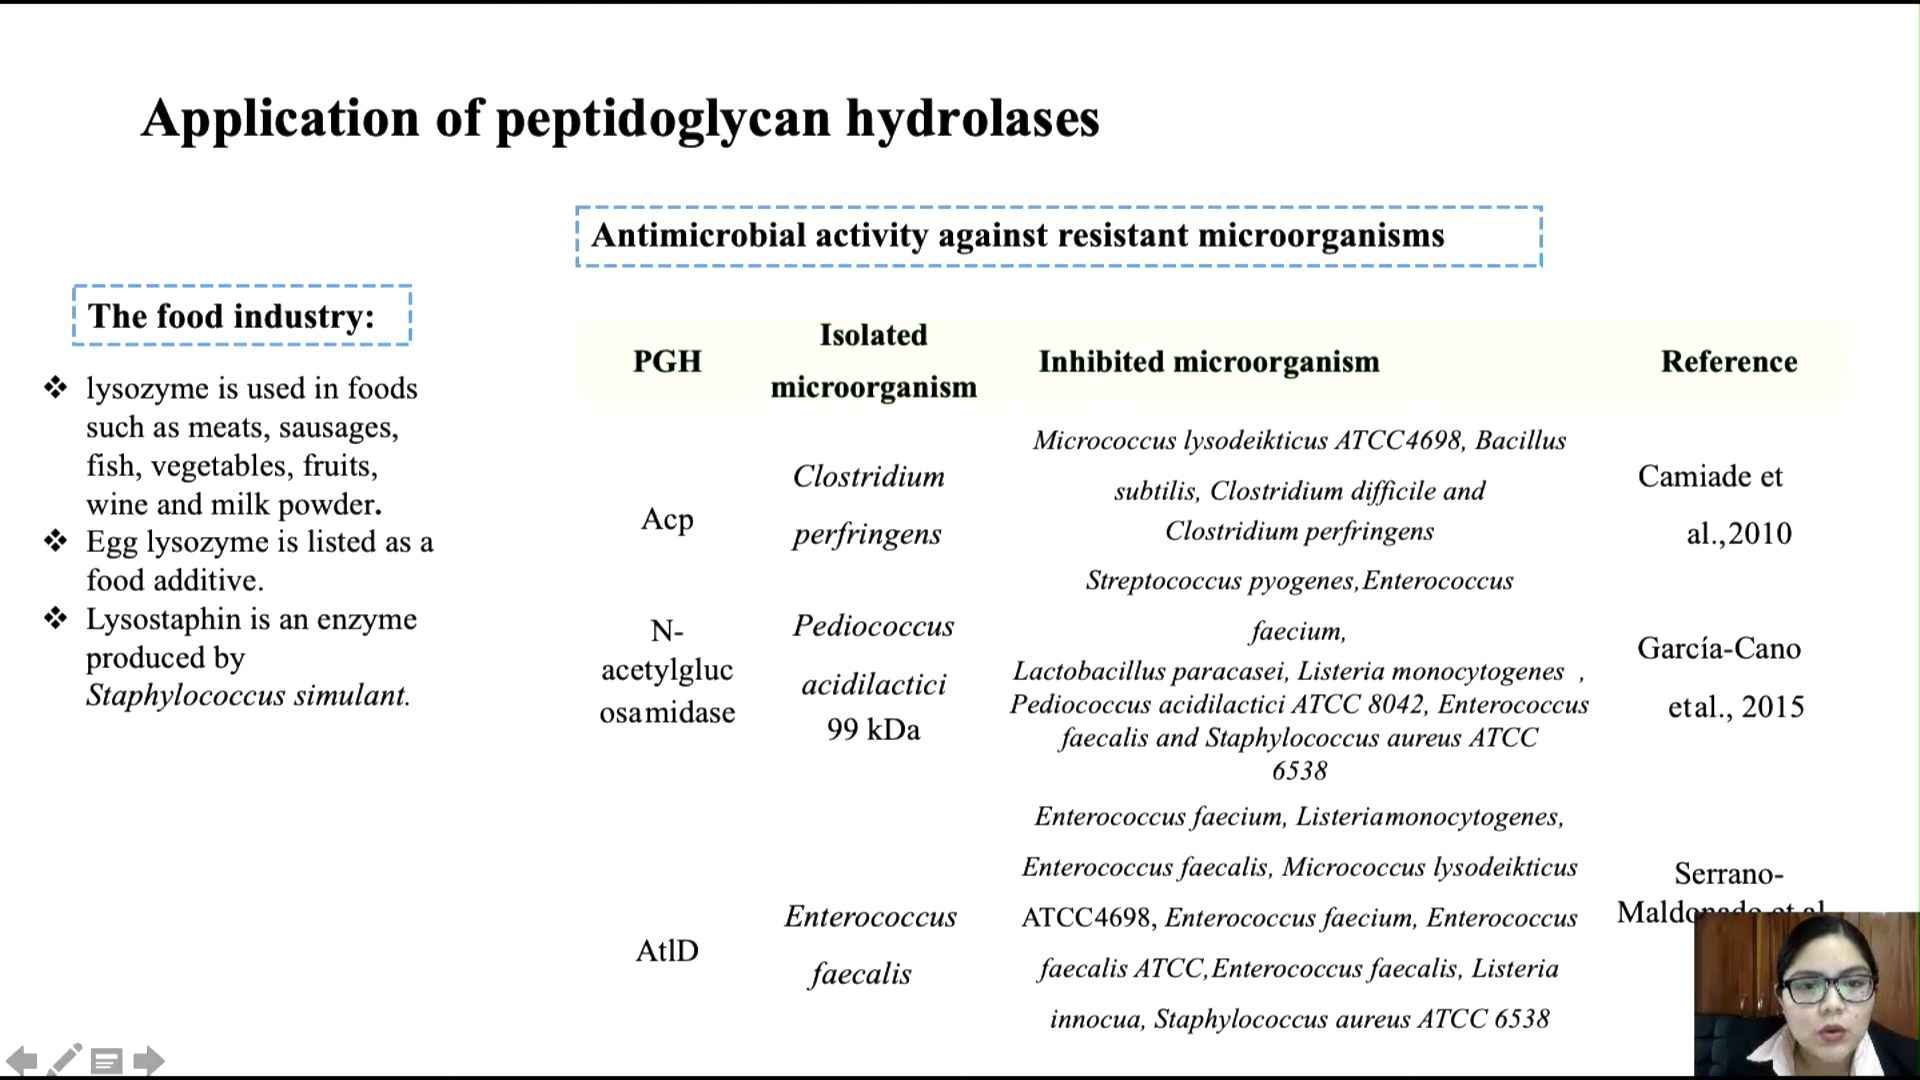 Application of peptidoglycan hydrolases
The food industry:
❖ lysozyme is used in foods
such as meats, sausages,
fish, vegetables, fruits,
wine and milk powder.
❖ Egg lysozyme is listed as a
food additive.
❖ Lysostaphin is an enzyme
produced by
Staphylococcus simulant.
Antimicrobial activity against resistant microorganisms
PGH
Isolated
microorganism
Inhibited microorganism
Reference
Acp
Clostridium
perfringens
Micrococcus lysodeikticus ATCC4698, Bacillus
subtilis, Clostridium difficile and
Clostridium perfringens
Camiade et
al.,2010
N-
acetylgluc
osamidase
Pediococcus
acidilactici
99 kDa
Streptococcus pyogenes,Enterococcus
faecium,
Lactobacillus paracasei, Listeria monocytogenes ,
Pediococcus acidilactici ATCC 8042, Enterococcus
faecalis and Staphylococcus aureus ATCC
6538
García-Cano
etal., 2015
AtlD
Enterococcus
faecalis
Enterococcus faecium, Listeriamonocytogenes,
Enterococcus faecalis, Micrococcus lysodeikticus
ATCC4698, Enterococcus faecium, Enterococcus
faecalis ATCC,Enterococcus faecalis, Listeria
innocua, Staphylococcus aureus ATCC 6538
Serrano-
Maldonado et al